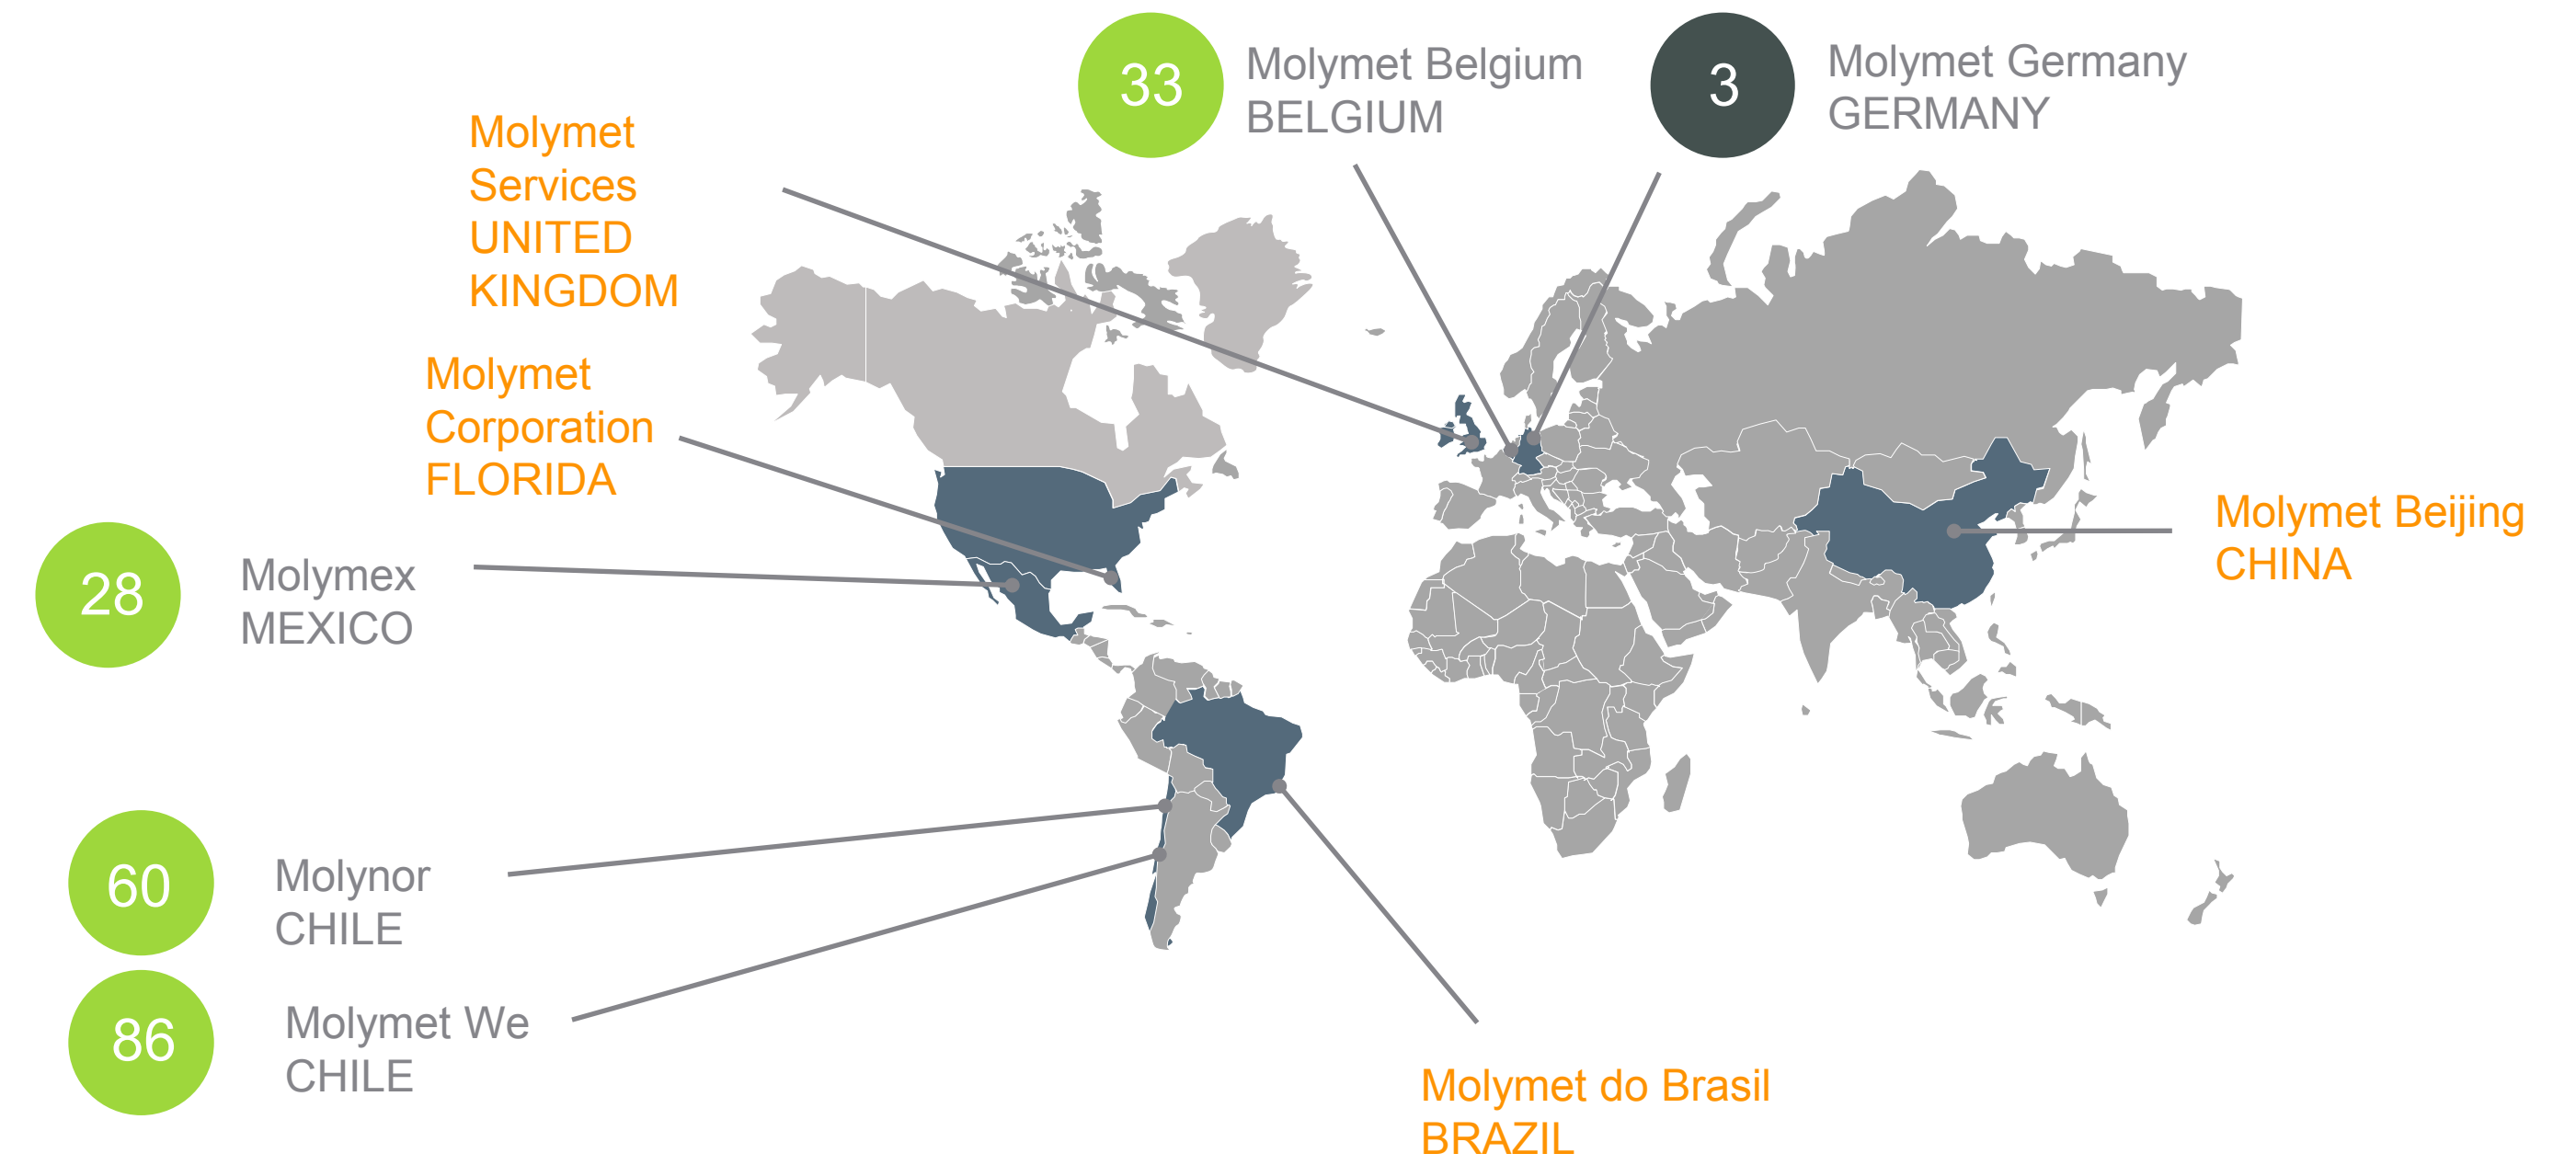 33
Molymet Belgium
BELGIUM
3
Molymet Germany
GERMANY
Molymet
Services
UNITED
KINGDOM
Molymet
Corporation
FLORIDA
Molymet Beijing
CHINA
28
Molymex
MEXICO
60
Molynor
CHILE
86
Molymet We
CHILE
Molymet do Brasil
BRAZIL